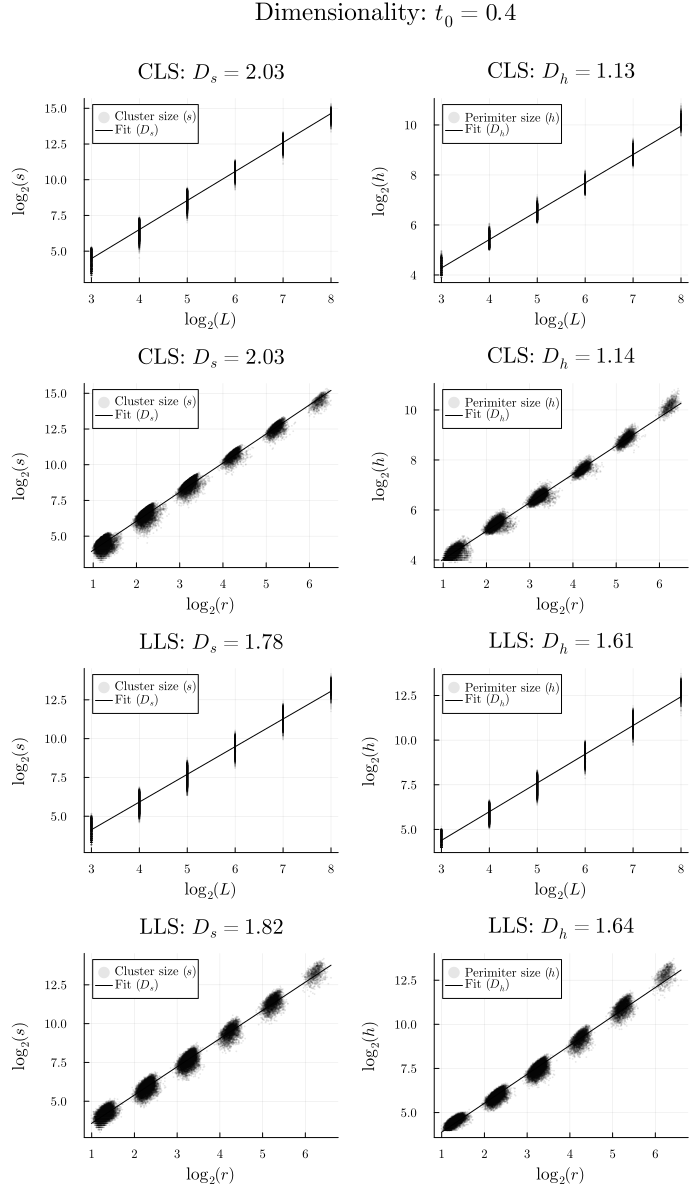 Dimensionality: t₀ = 0.4
CLS: Dₛ = 2.03
CLS: Dₕ = 1.13
log₂(s)
15.0
12.5
10.0
7.5
5.0
Cluster size (s)
Fit (Dₛ)
3 4 5 6 7 8
log₂(L)
log₂(h)
10
8
6
4
Perimiter size (h)
Fit (Dₕ)
3 4 5 6 7 8
log₂(L)
CLS: Dₛ = 2.03
CLS: Dₕ = 1.14
log₂(s)
15.0
12.5
10.0
7.5
5.0
Cluster size (s)
Fit (Dₛ)
1 2 3 4 5 6
log₂(r)
log₂(h)
10
8
6
4
Perimiter size (h)
Fit (Dₕ)
1 2 3 4 5 6
log₂(r)
LLS: Dₛ = 1.78
LLS: Dₕ = 1.61
log₂(s)
12.5
10.0
7.5
5.0
Cluster size (s)
Fit (Dₛ)
3 4 5 6 7 8
log₂(L)
log₂(h)
12.5
10.0
7.5
5.0
Perimiter size (h)
Fit (Dₕ)
3 4 5 6 7 8
log₂(L)
LLS: Dₛ = 1.82
LLS: Dₕ = 1.64
log₂(s)
12.5
10.0
7.5
5.0
Cluster size (s)
Fit (Dₛ)
1 2 3 4 5 6
log₂(r)
log₂(h)
12.5
10.0
7.5
5.0
Perimiter size (h)
Fit (Dₕ)
1 2 3 4 5 6
log₂(r)